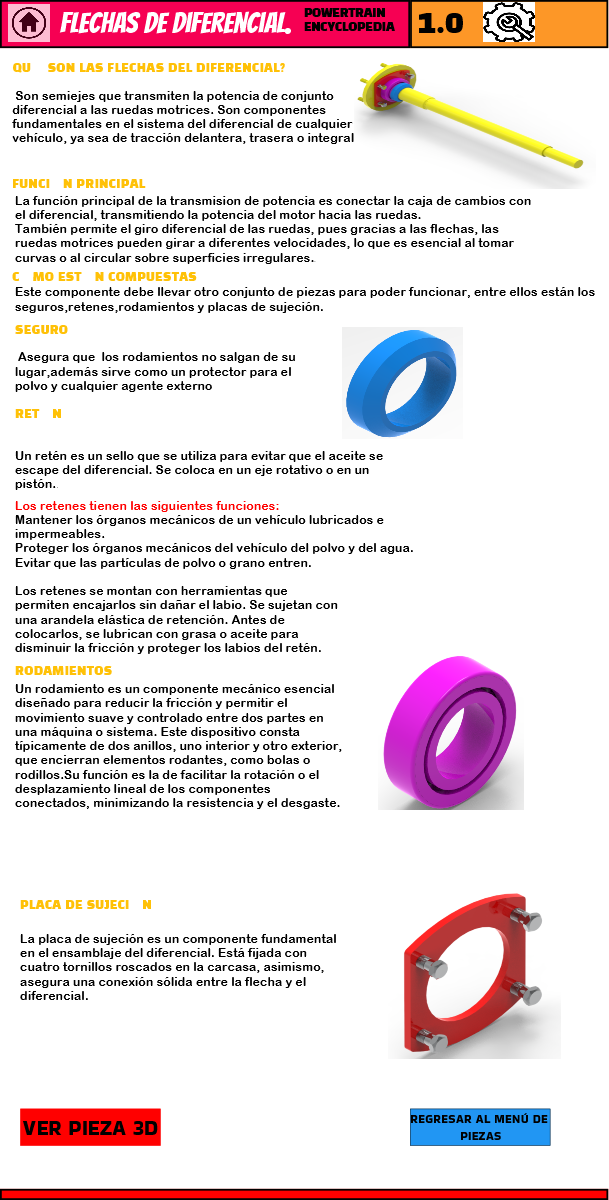 FLECHAS DE DIFERENCIAL.
POWERTRAIN
ENCYCLOPEDIA
1.0
QU SON LAS FLECHAS DEL DIFERENCIAL?
Son semiejes que transmiten la potencia de conjunto
diferencial a las ruedas motrices. Son componentes
fundamentales en el sistema del diferencial de cualquier
vehículo, ya sea de tracción delantera, trasera o integral
FUNCI N PRINCIPAL
La función principal de la transmision de potencia es conectar la caja de cambios con
el diferencial, transmitiendo la potencia del motor hacia las ruedas.
También permite el giro diferencial de las ruedas, pues gracias a las flechas, las
ruedas motrices pueden girar a diferentes velocidades, lo que es esencial al tomar
curvas o al circular sobre superficies irregulares.
C MO EST N COMPUESTAS
Este componente debe llevar otro conjunto de piezas para poder funcionar, entre ellos están los
seguros,retenes,rodamientos y placas de sujeción.
SEGURO
Asegura que los rodamientos no salgan de su
lugar,además sirve como un protector para el
polvo y cualquier agente externo
RET N
Un retén es un sello que se utiliza para evitar que el aceite se
escape del diferencial. Se coloca en un eje rotativo o en un
pistón.
Los retenes tienen las siguientes funciones:
Mantener los órganos mecánicos de un vehículo lubricados e
impermeables.
Proteger los órganos mecánicos del vehículo del polvo y del agua.
Evitar que las partículas de polvo o grano entren.
Los retenes se montan con herramientas que
permiten encajarlos sin dañar el labio. Se sujetan con
una arandela elástica de retención. Antes de
colocarlos, se lubrican con grasa o aceite para
disminuir la fricción y proteger los labios del retén.
RODAMIENTOS
Un rodamiento es un componente mecánico esencial
diseñado para reducir la fricción y permitir el
movimiento suave y controlado entre dos partes en
una máquina o sistema. Este dispositivo consta
típicamente de dos anillos, uno interior y otro exterior,
que encierran elementos rodantes, como bolas o
rodillos.Su función es la de facilitar la rotación o el
desplazamiento lineal de los componentes
conectados, minimizando la resistencia y el desgaste.
PLACA DE SUJECI N
La placa de sujeción es un componente fundamental
en el ensamblaje del diferencial. Está fijada con
cuatro tornillos roscados en la carcasa, asimismo,
asegura una conexión sólida entre la flecha y el
diferencial.
VER PIEZA 3D
REGRESAR AL MENÚ DE
PIEZAS